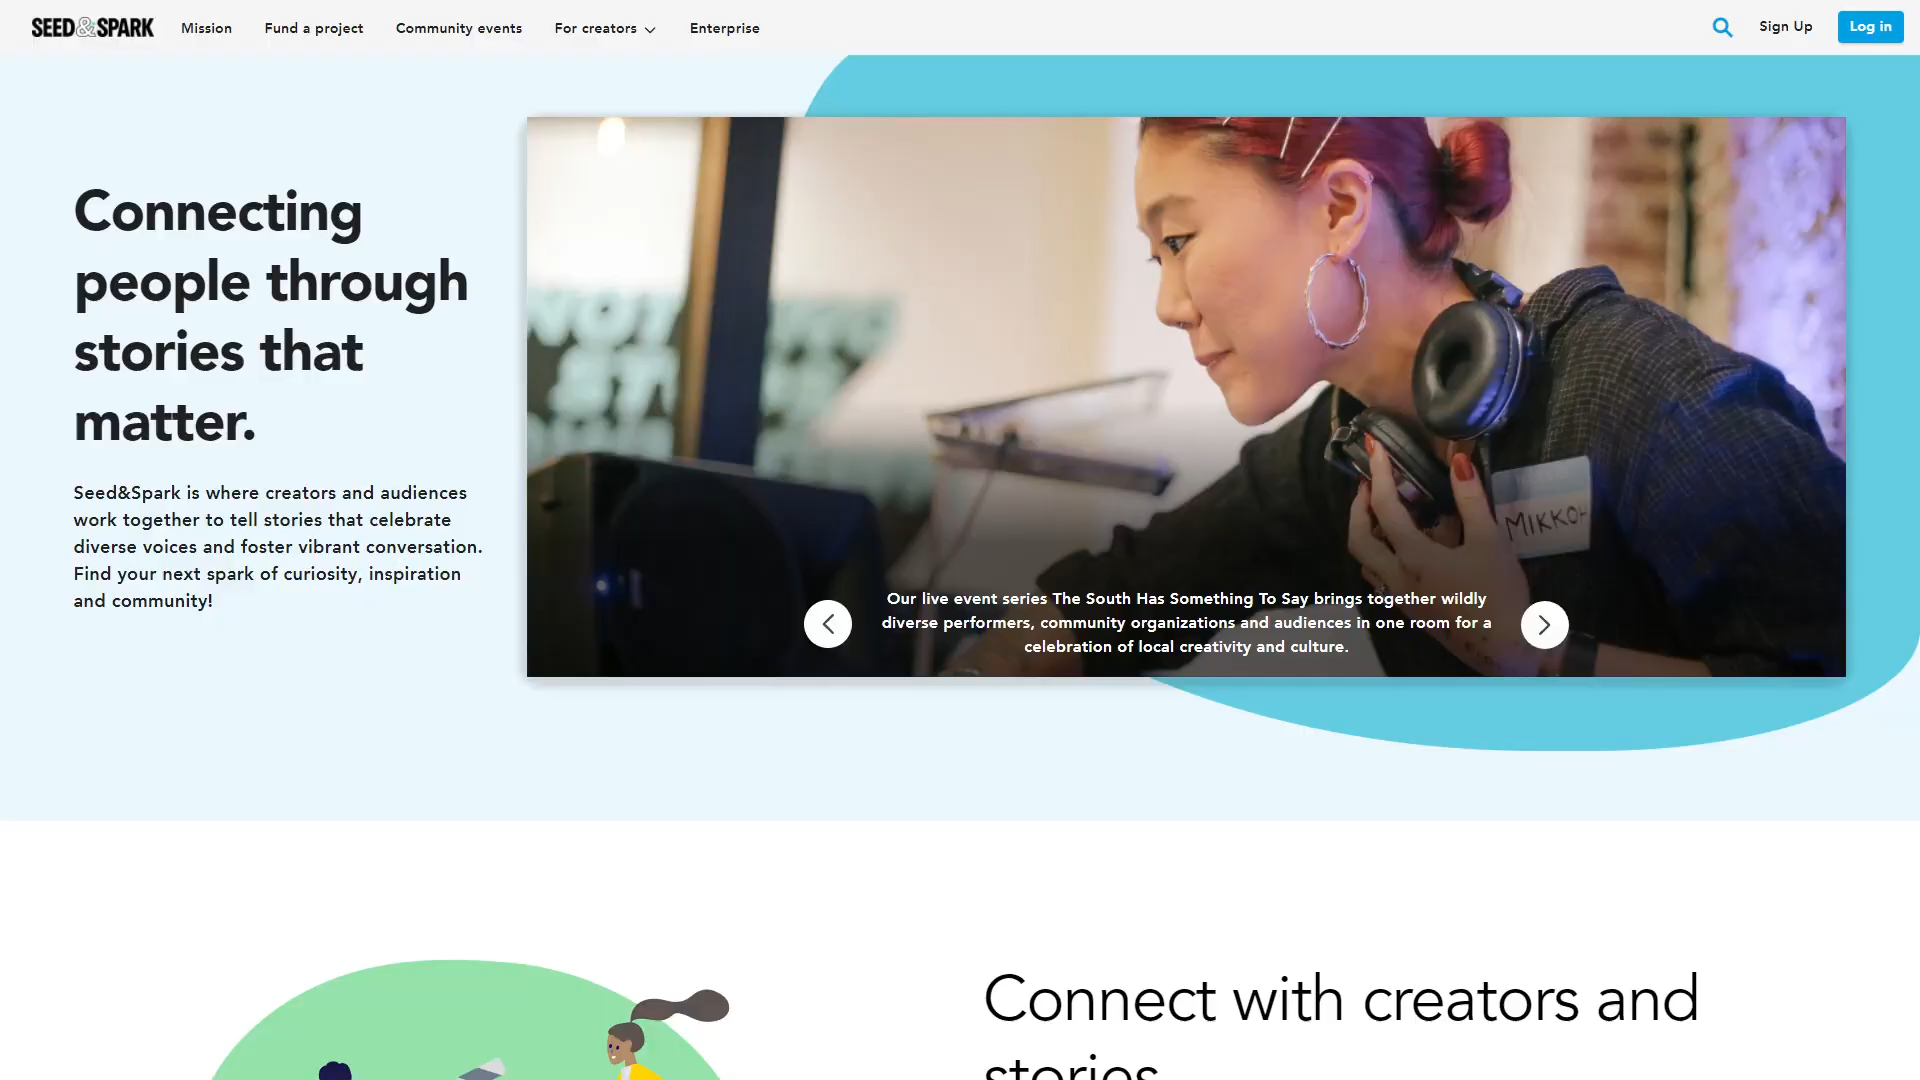 SEED&SPARK
Mission
Fund a project
Community events
For creators
Enterprise
Sign Up
Log in
Connecting
people through
stories that
matter.
Seed&Spark is where creators and audiences
work together to tell stories that celebrate
diverse voices and foster vibrant conversation.
Find your next spark of curiosity, inspiration
and community!
MIKKOH
Our live event series The South Has Something To Say brings together wildly
diverse performers, community organizations and audiences in one room for a
celebration of local creativity and culture.
Connect with creators and
stories